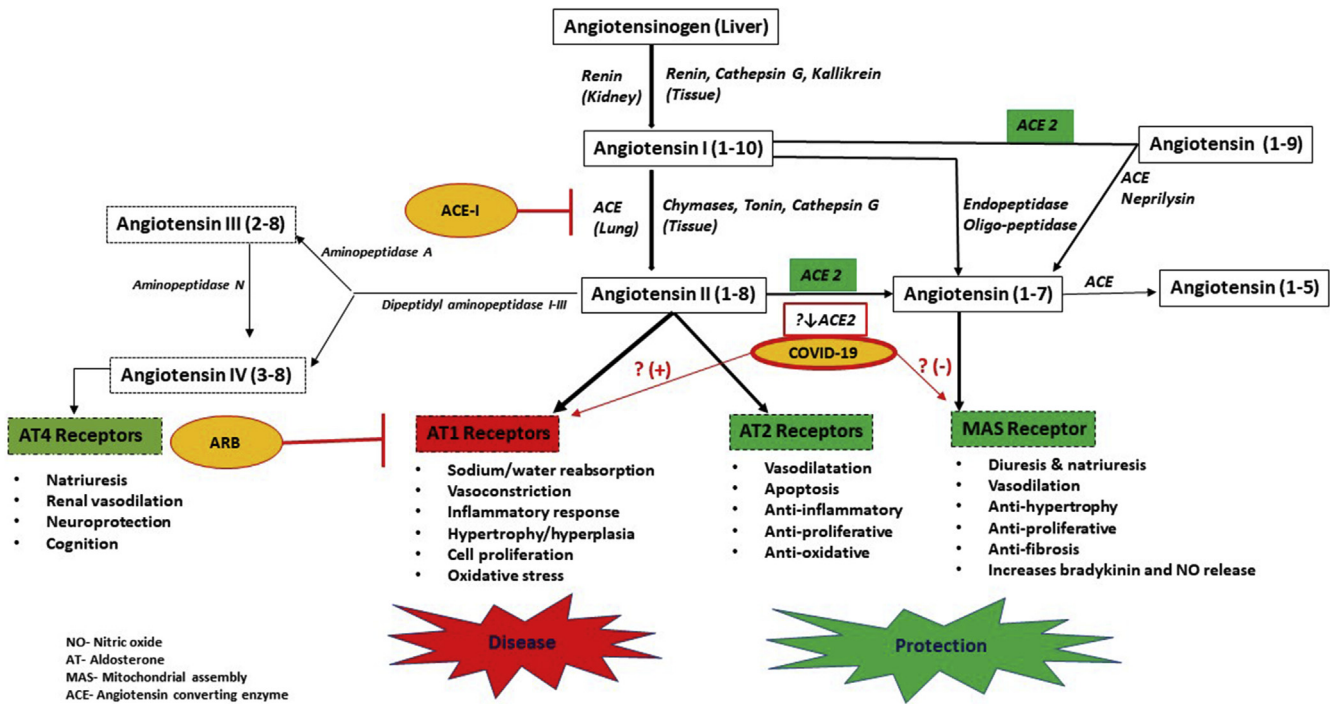 Angiotensinogen (Liver)
Renin
(Kidney)
Renin, Cathepsin G, Kallikrein
(Tissue)
ACE 2
Angiotensin I (1-10)
Angiotensin (1-9)
ACE
Neprilysin
ACE-I
ACE
(Lung)
Chymases, Tonin, Cathepsin G
(Tissue)
Endopeptidase
Oligo-peptidase
Angiotensin III (2-8)
Aminopeptidase A
Aminopeptidase N
Dipeptidyl aminopeptidase I-III
Angiotensin II (1-8)
ACE 2
Angiotensin (1-7)
ACE
Angiotensin (1-5)
?↓ACE2
COVID-19
? (+)
? (-)
Angiotensin IV (3-8)
AT4 Receptors
• Natriuresis
• Renal vasodilation
• Neuroprotection
• Cognition
ARB
AT1 Receptors
• Sodium/water reabsorption
• Vasoconstriction
• Inflammatory response
• Hypertrophy/hyperplasia
• Cell proliferation
• Oxidative stress
AT2 Receptors
• Vasodilatation
• Apoptosis
• Anti-inflammatory
• Anti-proliferative
• Anti-oxidative
MAS Receptor
• Diuresis & natriuresis
• Vasodilation
• Anti-hypertrophy
• Anti-proliferative
• Anti-fibrosis
• Increases bradykinin and NO release
Disease
Protection
NO- Nitric oxide
AT- Aldosterone
MAS- Mitochondrial assembly
ACE- Angiotensin converting enzyme